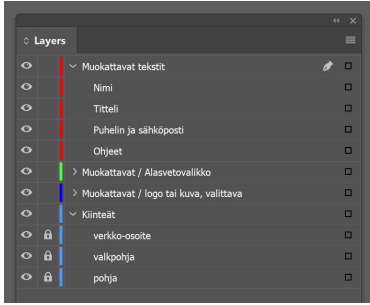 Layers
Muokattavat tekstit
Nimi
Titteli
Puhelin ja sähköposti
Ohjeet
Muokattavat / Alasvetovalikko
Muokattavat / logo tai kuva, valittava
Kiinteät
verkko-osoite
valkpohja
pohja